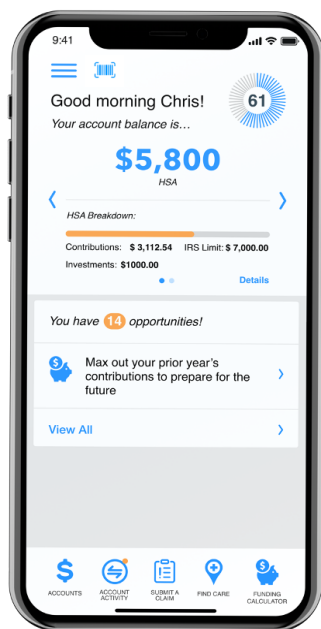 9:41
Good morning Chris!
61
Your account balance is...
$5,800
HSA
HSA Breakdown:
Contributions: $ 3,112.54 IRS Limit: $ 7,000.00
Investments: $1000.00
Details
You have 14 opportunities!
Max out your prior year's
contributions to prepare for the
future
View All
ACCOUNTS
ACCOUNT
ACTIVITY
SUBMIT A
CLAIM
FIND CARE
FUNDING
CALCULATOR